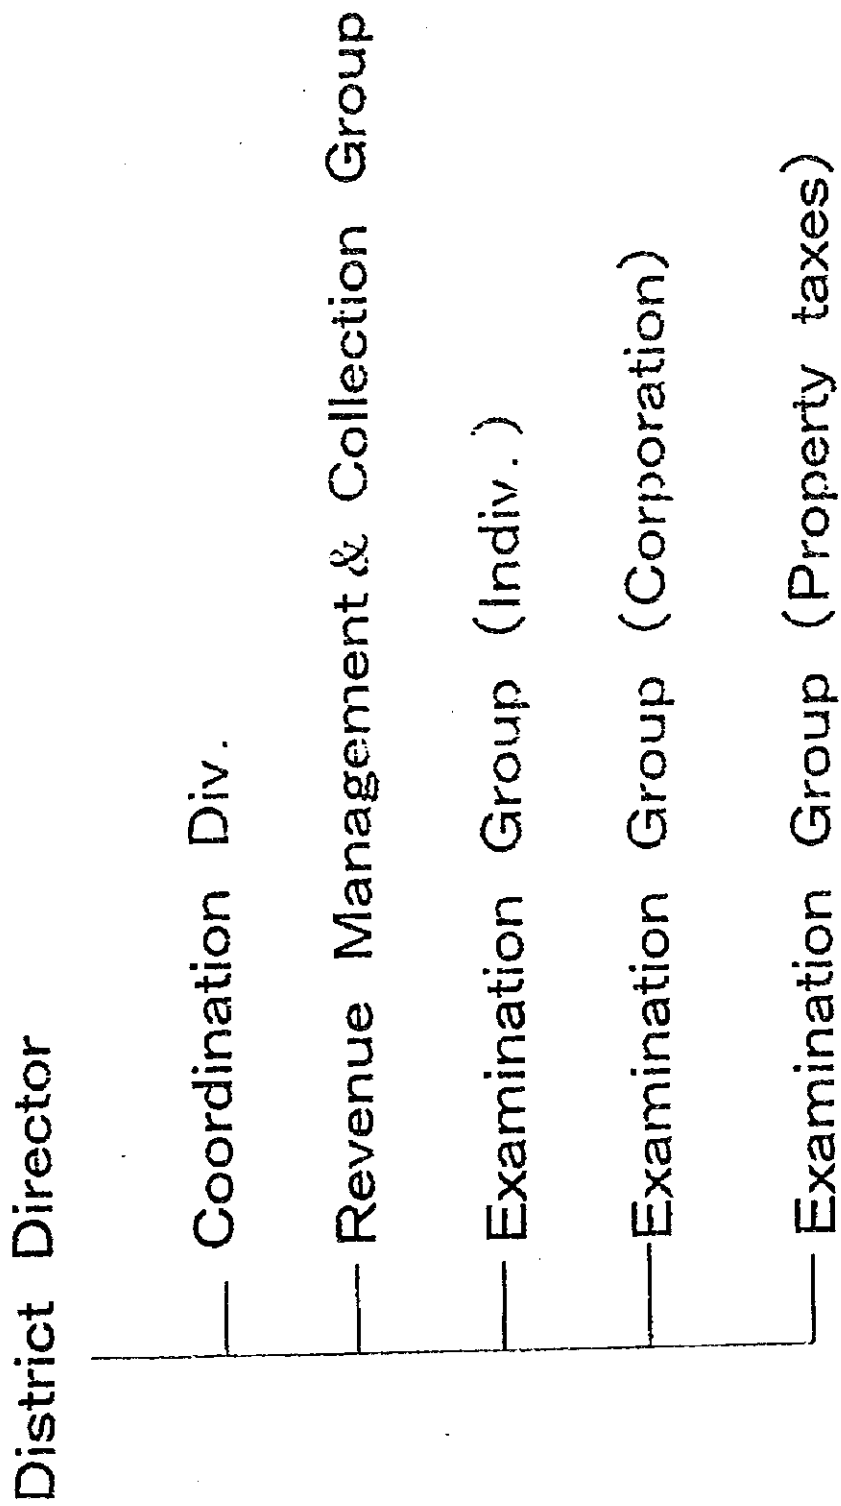 District Director
Coordination Div.
Revenue Management & Collection Group
Examination Group (Indiv.)
Examination Group (Corporation)
Examination Group (Property taxes)